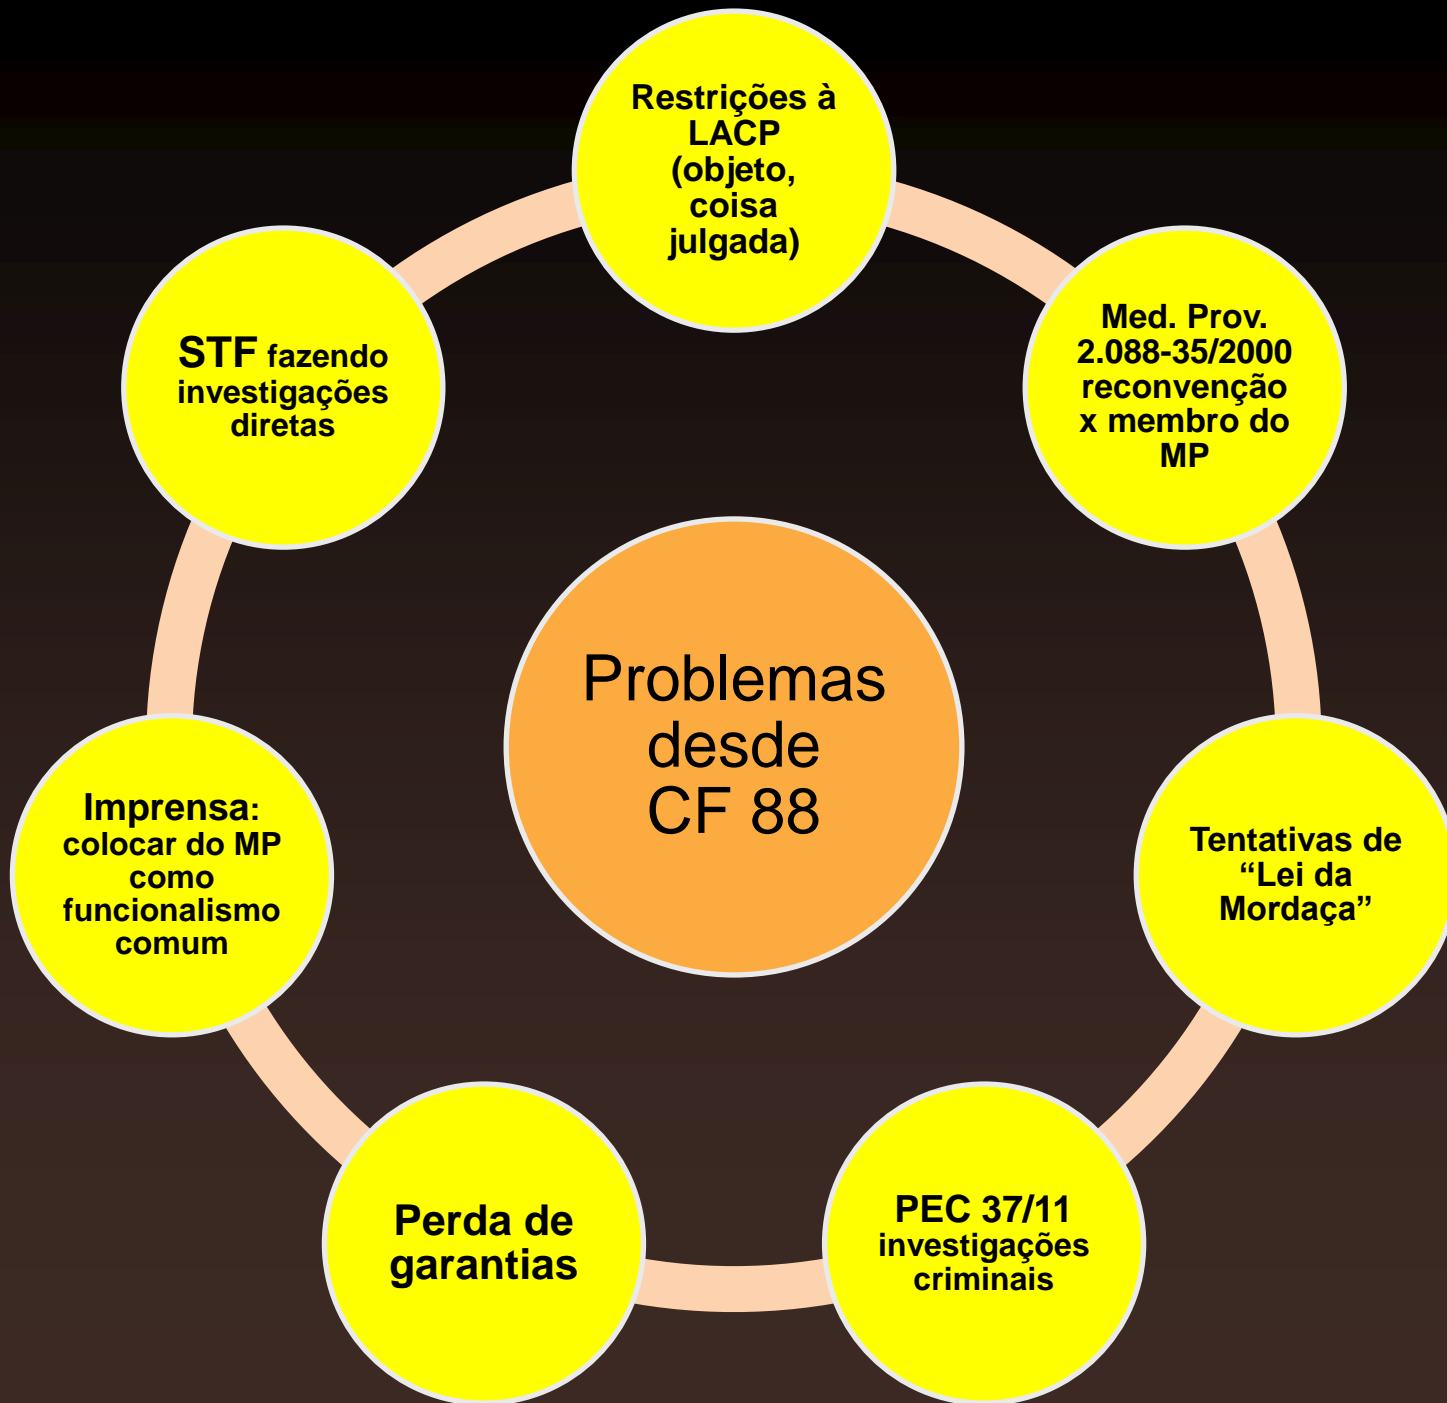 Restrições à
LACP
(objeto,
coisa
julgada)
Med. Prov.
2.088-35/2000
reconvenção
x membro do
MP
Tentativas de
“Lei da
Mordaça”
PEC 37/11
investigações
criminais
Perda de
garantias
Imprensa:
colocar do MP
como
funcionalismo
comum
STF fazendo
investigações
diretas
Problemas
desde
CF 88